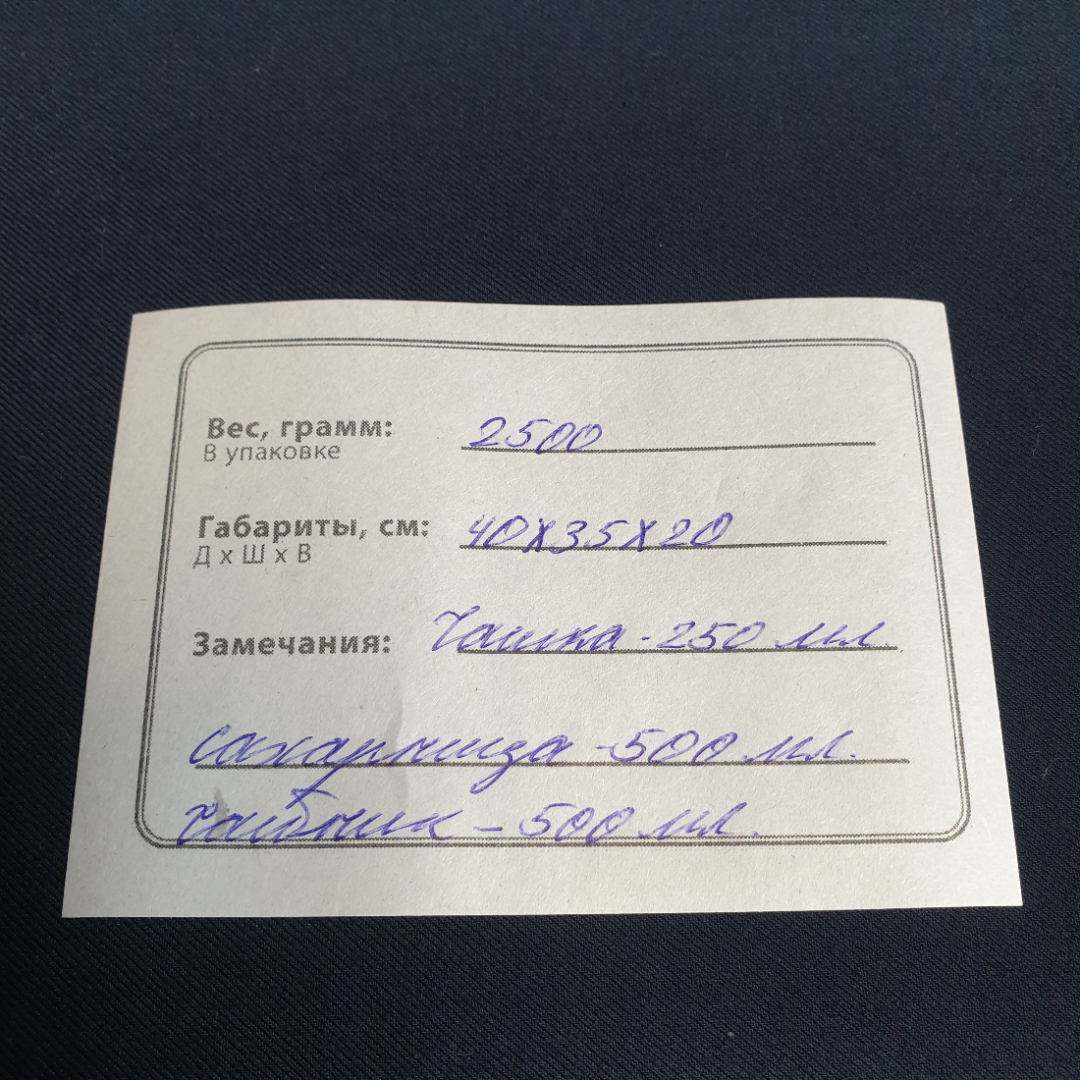 Вес, грамм: 2500
В упаковке
Габариты, см: 40х35х20
Д х Ш х В
Замечания: Чашка - 250 мл.
сахарница - 500 мл.
чайник - 500 мл.